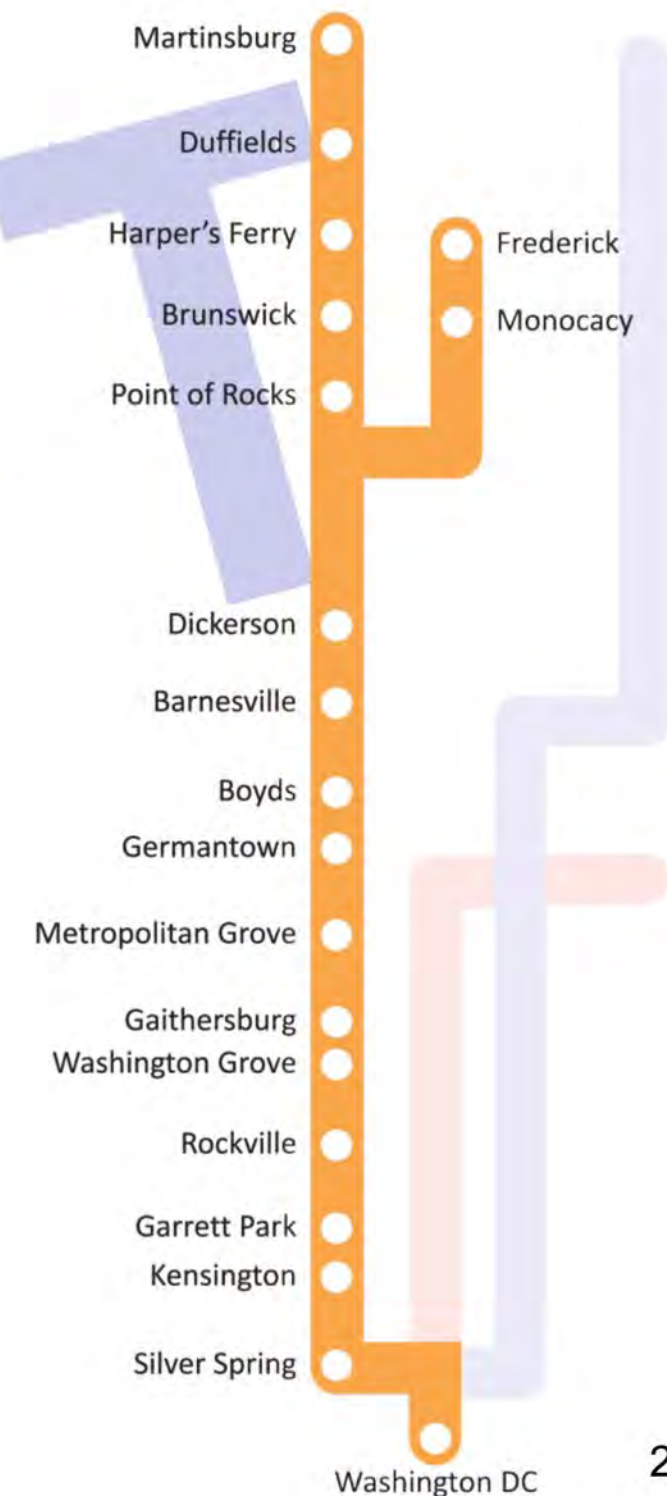 Martinsburg
Duffields
Harper's Ferry
Frederick
Brunswick
Monocacy
Point of Rocks
Dickerson
Barnesville
Boyds
Germantown
Metropolitan Grove
Gaithersburg
Washington Grove
Rockville
Garrett Park
Kensington
Silver Spring
2
Washington DC